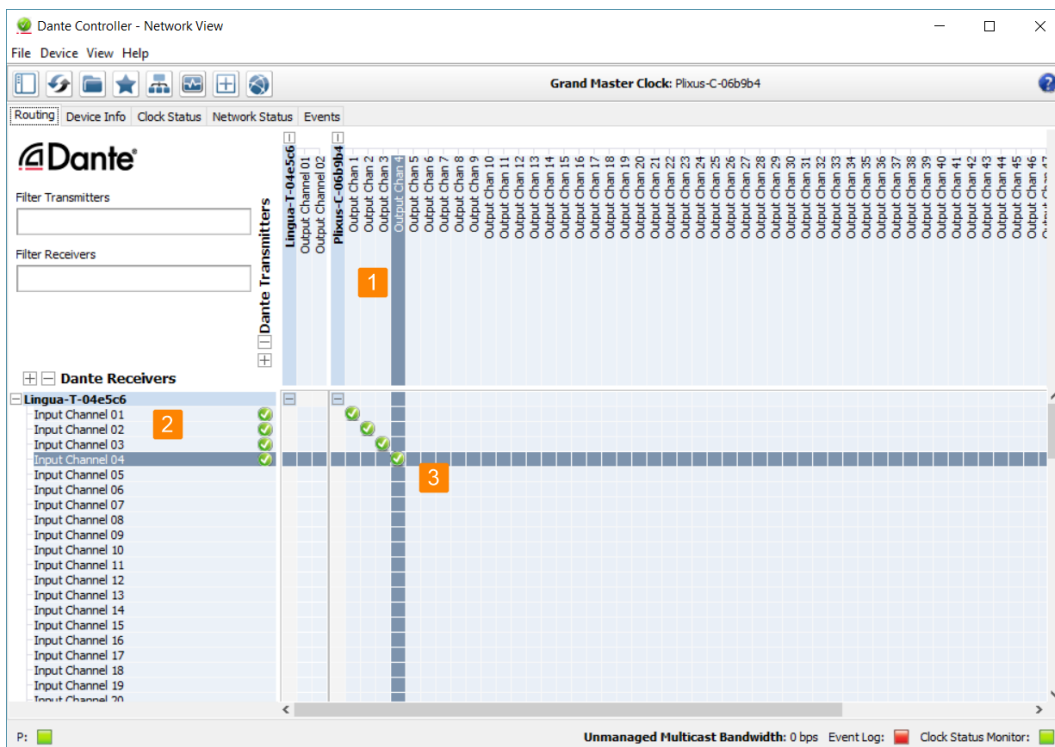 Dante Controller - Network View
File Device View Help
Grand Master Clock: Plixus-C-06b9b4
Routing Device Info Clock Status Network Status Events
Dante
Filter Transmitters
Filter Receivers
Dante Transmitters
Lingua-T-04e5c6
Output Channel 01
Output Channel 02
Plixus-C-06b9b4
Output Chan 1
Output Chan 2
Output Chan 3
Output Chan 4
Output Chan 5
Output Chan 6
Output Chan 7
Output Chan 8
Output Chan 9
Output Chan 10
Output Chan 11
Output Chan 12
Output Chan 13
Output Chan 14
Output Chan 15
Output Chan 16
Output Chan 17
Output Chan 18
Output Chan 19
Output Chan 20
Output Chan 21
Output Chan 22
Output Chan 23
Output Chan 24
Output Chan 25
Output Chan 26
Output Chan 27
Output Chan 28
Output Chan 29
Output Chan 30
Output Chan 31
Output Chan 32
Output Chan 33
Output Chan 34
Output Chan 35
Output Chan 36
Output Chan 37
Output Chan 38
Output Chan 39
Output Chan 40
Output Chan 41
Output Chan 42
Output Chan 43
Output Chan 44
Output Chan 45
Output Chan 46
Output Chan 47
1
Dante Receivers
Lingua-T-04e5c6
Input Channel 01
2
Input Channel 02
Input Channel 03
Input Channel 04
3
Input Channel 05
Input Channel 06
Input Channel 07
Input Channel 08
Input Channel 09
Input Channel 10
Input Channel 11
Input Channel 12
Input Channel 13
Input Channel 14
Input Channel 15
Input Channel 16
Input Channel 17
Input Channel 18
Input Channel 19
Input Channel 20
P: Unmanaged Multicast Bandwidth: 0 bps Event Log: Clock Status Monitor: